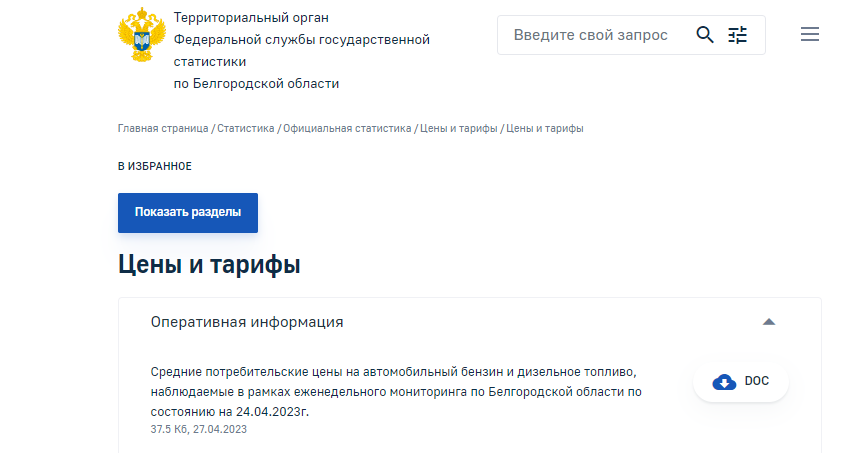 Территориальный орган
Федеральной службы государственной
статистики
по Белгородской области
Введите свой запрос
Главная страница / Статистика / Официальная статистика / Цены и тарифы / Цены и тарифы
В ИЗБРАННОЕ
Показать разделы
Цены и тарифы
Оперативная информация
Средние потребительские цены на автомобильный бензин и дизельное топливо,
наблюдаемые в рамках еженедельного мониторинга по Белгородской области по
состоянию на 24.04.2023г.
37.5 Кб, 27.04.2023
DOC